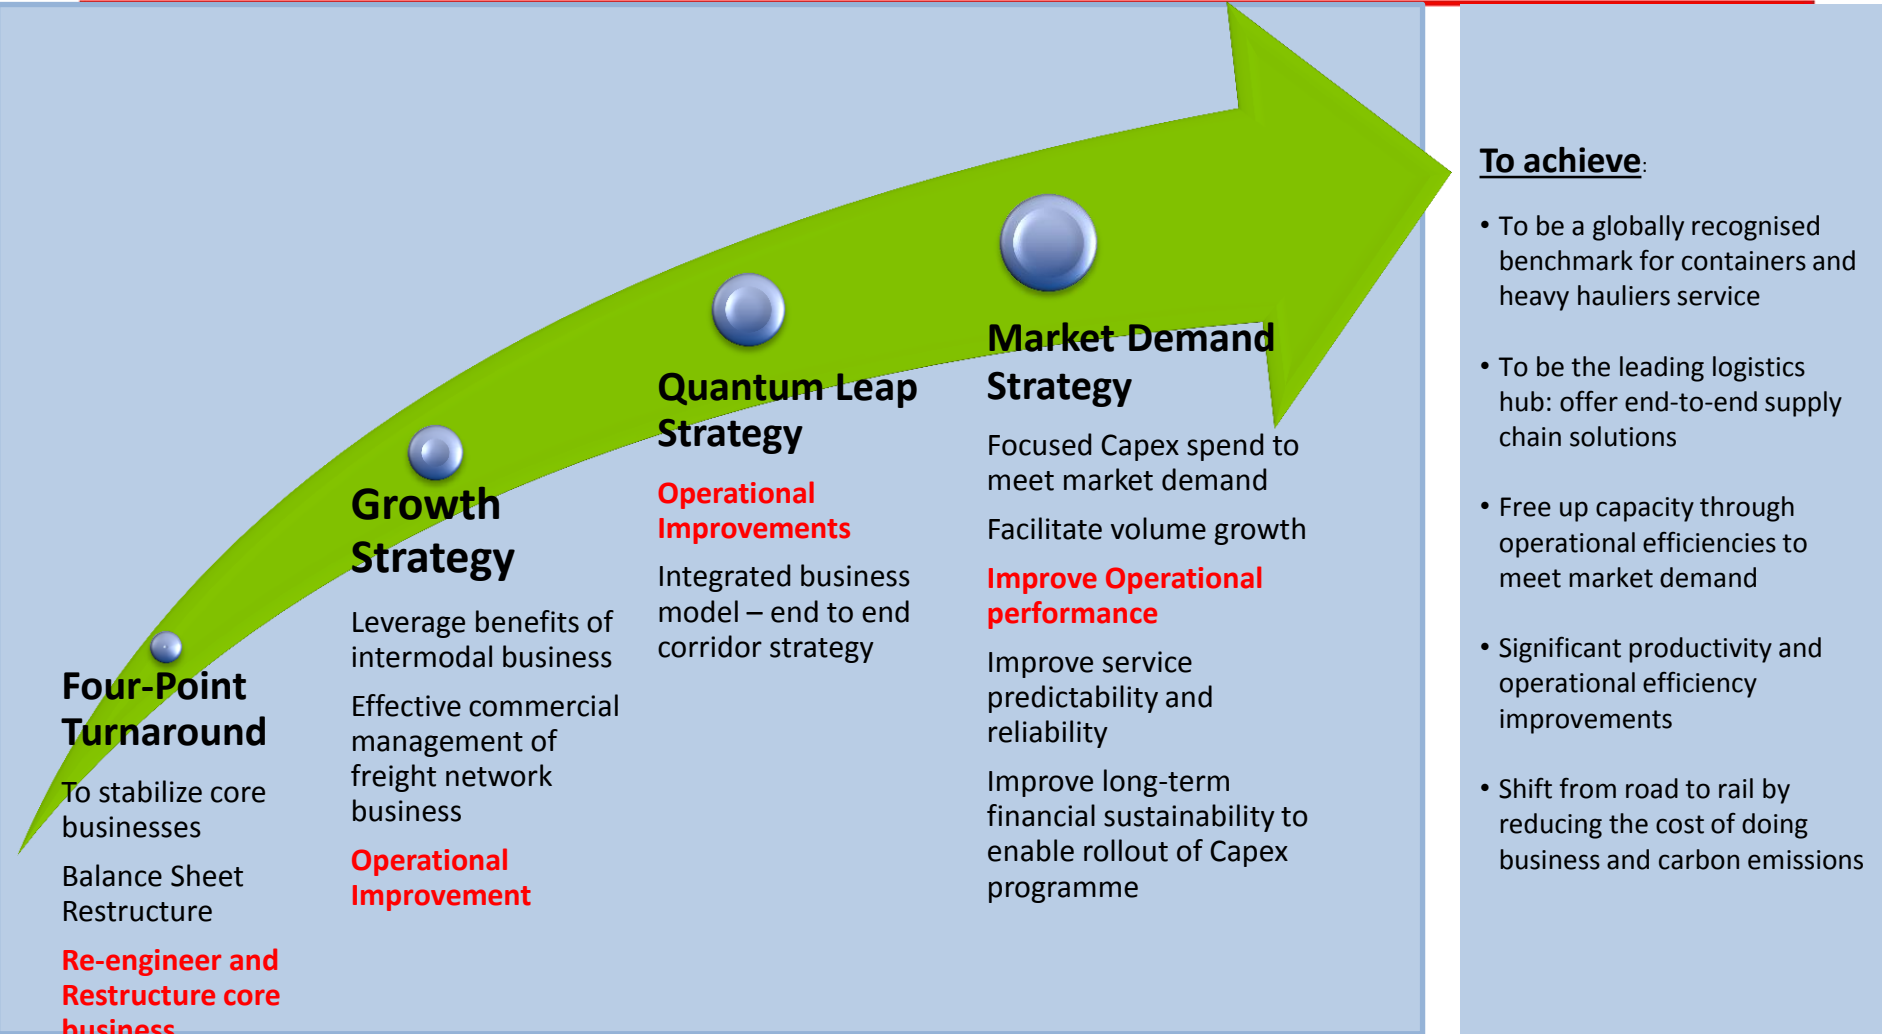 Four-Point
Turnaround
To stabilize core
businesses
Balance Sheet
Restructure
Re-engineer and
Restructure core
business
Growth
Strategy
Leverage benefits of
intermodal business
Effective commercial
management of
freight network
business
Operational
Improvement
Quantum Leap
Strategy
Operational
Improvements
Integrated business
model – end to end
corridor strategy
Market Demand
Strategy
Focused Capex spend to
meet market demand
Facilitate volume growth
Improve Operational
performance
Improve service
predictability and
reliability
Improve long-term
financial sustainability to
enable rollout of Capex
programme
To achieve:
• To be a globally recognised
benchmark for containers and
heavy hauliers service
• To be the leading logistics
hub: offer end-to-end supply
chain solutions
• Free up capacity through
operational efficiencies to
meet market demand
• Significant productivity and
operational efficiency
improvements
• Shift from road to rail by
reducing the cost of doing
business and carbon emissions